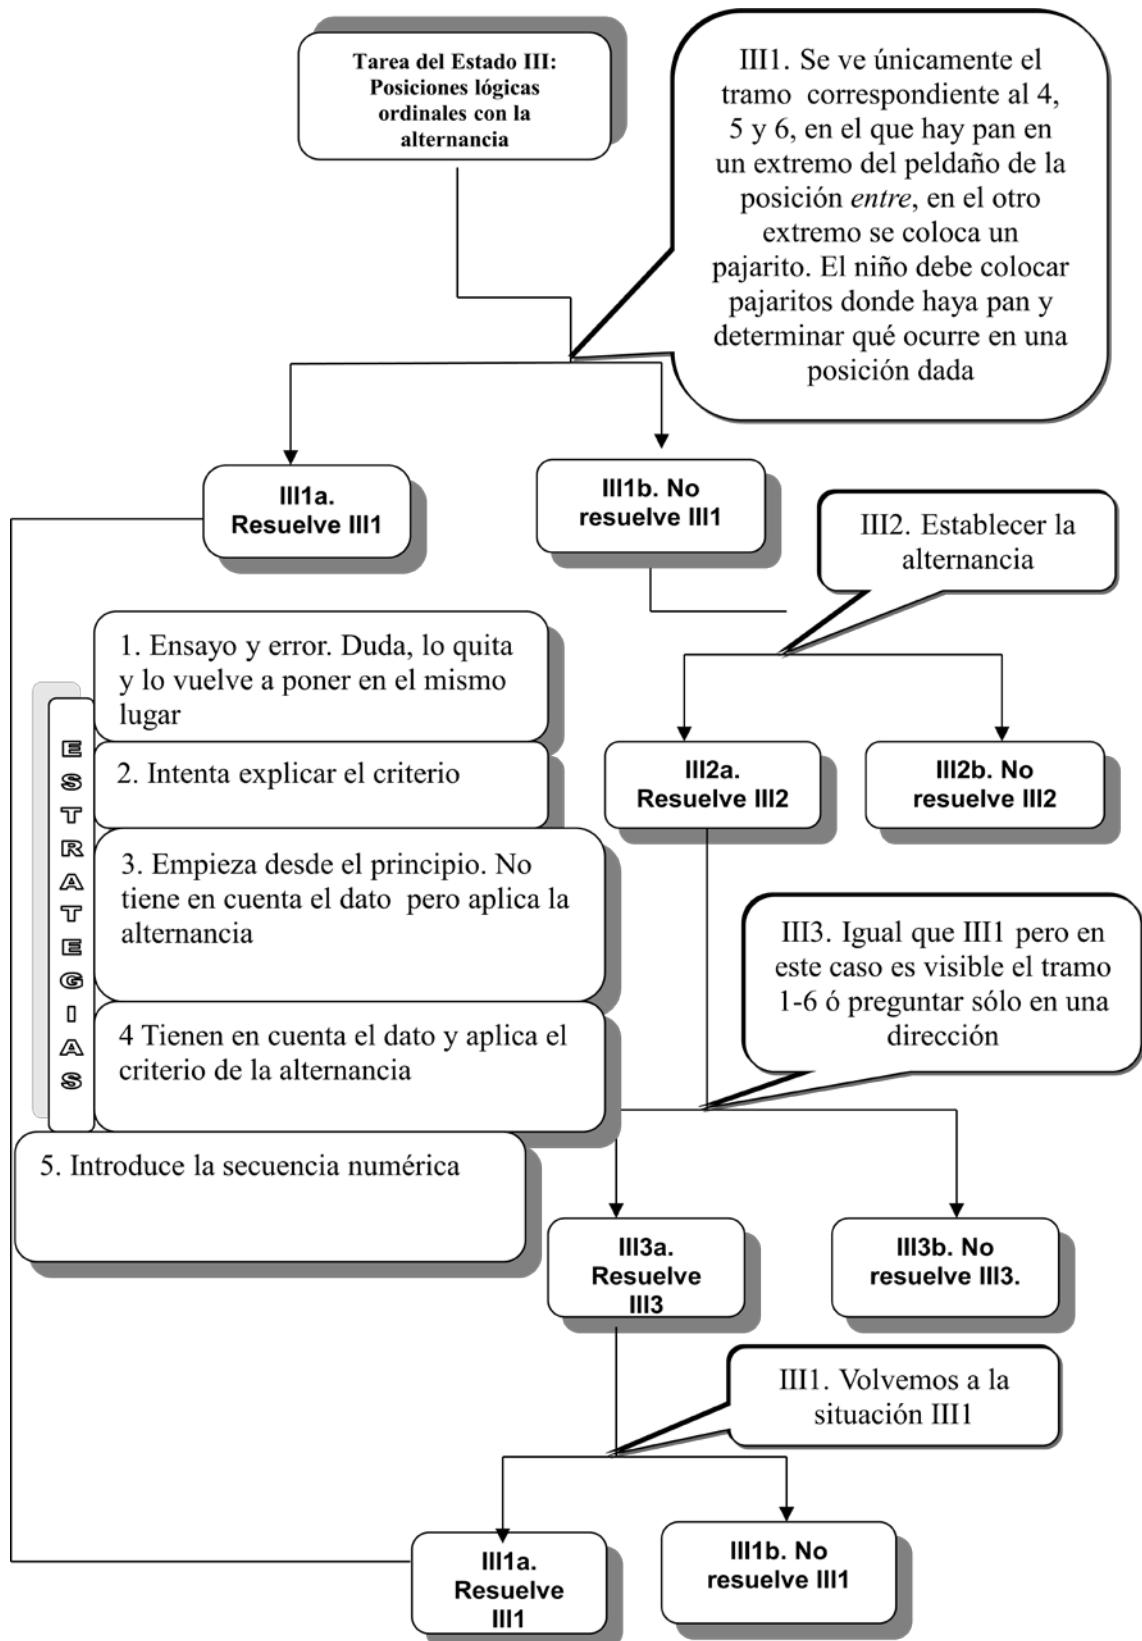 Tarea del Estado III:
Posiciones lógicas
ordinales con la
alternancia
III1. Se ve únicamente el
tramo correspondiente al 4,
5 y 6, en el que hay pan en
un extremo del peldaño de la
posición entre, en el otro
extremo se coloca un
pajarito. El niño debe colocar
pajaritos donde haya pan y
determinar qué ocurre en una
posición dada
III1a.
Resuelve III1
III1b. No
resuelve III1
III2. Establecer la
alternancia
ESTRATEGIAS
1. Ensayo y error. Duda, lo quita
y lo vuelve a poner en el mismo
lugar
2. Intenta explicar el criterio
3. Empieza desde el principio. No
tiene en cuenta el dato pero aplica la
alternancia
4 Tienen en cuenta el dato y aplica el
criterio de la alternancia
5. Introduce la secuencia numérica
III2a.
Resuelve III2
III2b. No
resuelve III2
III3. Igual que III1 pero en
este caso es visible el tramo
1-6 ó preguntar sólo en una
dirección
III3a.
Resuelve
III3
III3b. No
resuelve III3.
III1. Volvemos a la
situación III1
III1a.
Resuelve
III1
III1b. No
resuelve III1